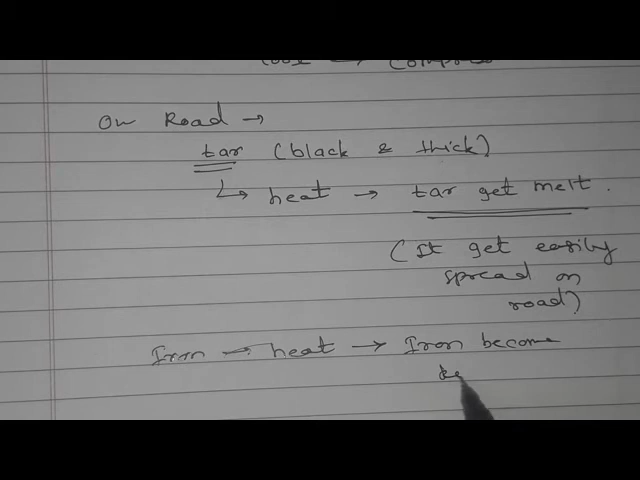 On Road →
tar (black & thick)
↳ heat → tar get melt.
(It get easily
spread on
road)
Iron → heat → Iron become